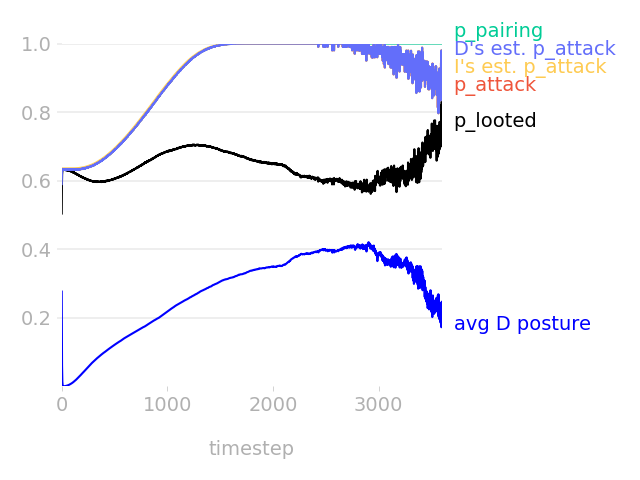 p_pairing
D's est. p_attack
I's est. p_attack
p_attack
p_looted
avg D posture
1.0
0.8
0.6
0.4
0.2
0
1000
2000
3000
timestep